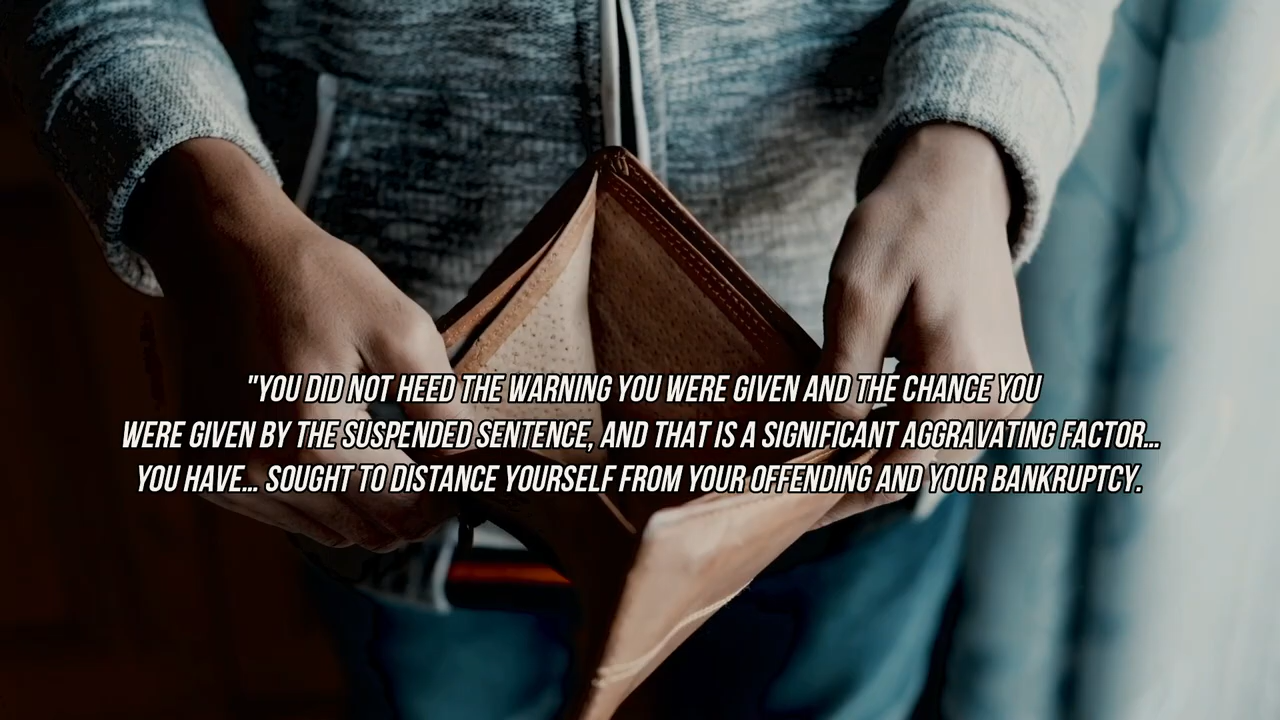 "YOU DID NOT HEED THE WARNING YOU WERE GIVEN AND THE CHANCE YOU
WERE GIVEN BY THE SUSPENDED SENTENCE, AND THAT IS A SIGNIFICANT AGGRAVATING FACTOR...
YOU HAVE... SOUGHT TO DISTANCE YOURSELF FROM YOUR OFFENDING AND YOUR BANKRUPTCY.